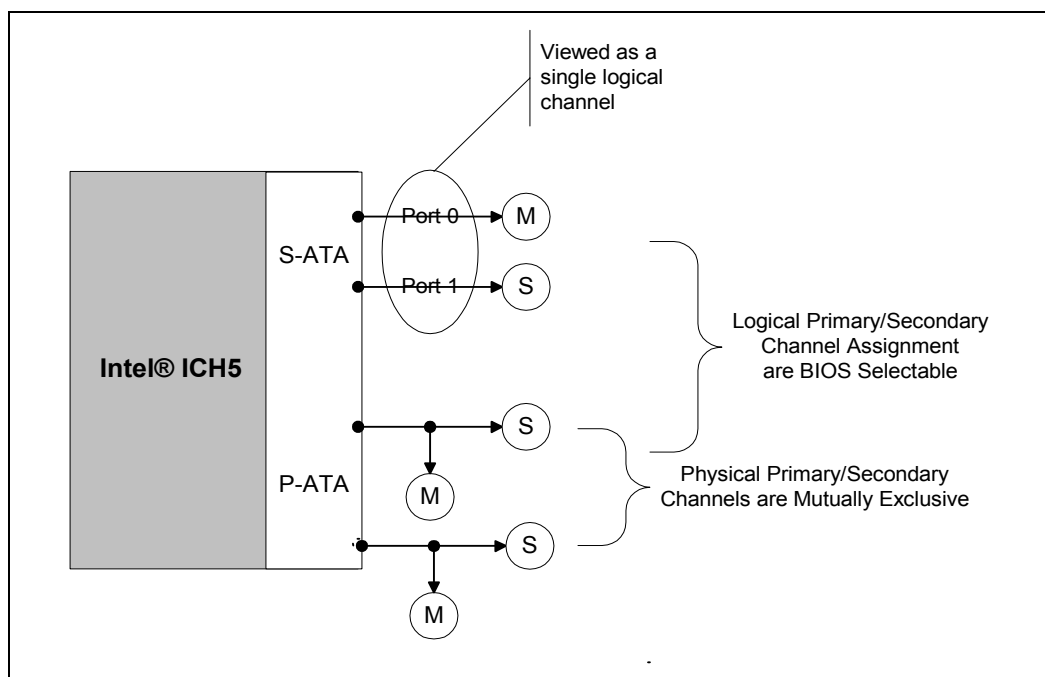 Viewed as a
single logical
channel
Port 0
M
S-ATA
Port 1
S
Logical Primary/Secondary
Channel Assignment
are BIOS Selectable
Intel® ICH5
S
P-ATA
M
Physical Primary/Secondary
Channels are Mutually Exclusive
S
M